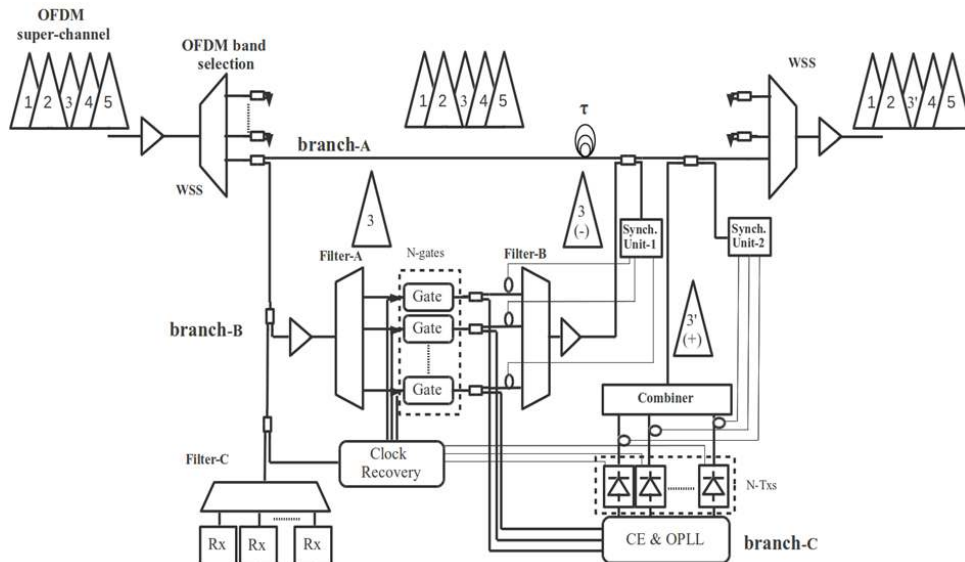 OFDM
super-channel
1 2 3 4 5
OFDM band
selection
WSS
1 2 3 4 5
τ
branch-A
WSS
1 2 3' 4 5
3
3
(-)
Synch.
Unit-1
Synch.
Unit-2
Filter-A
N-gates
Filter-B
Gate
Gate
Gate
branch-B
3'
(+)
Combiner
Clock
Recovery
Filter-C
N-Txs
Rx Rx Rx
CE & OPLL
branch-C